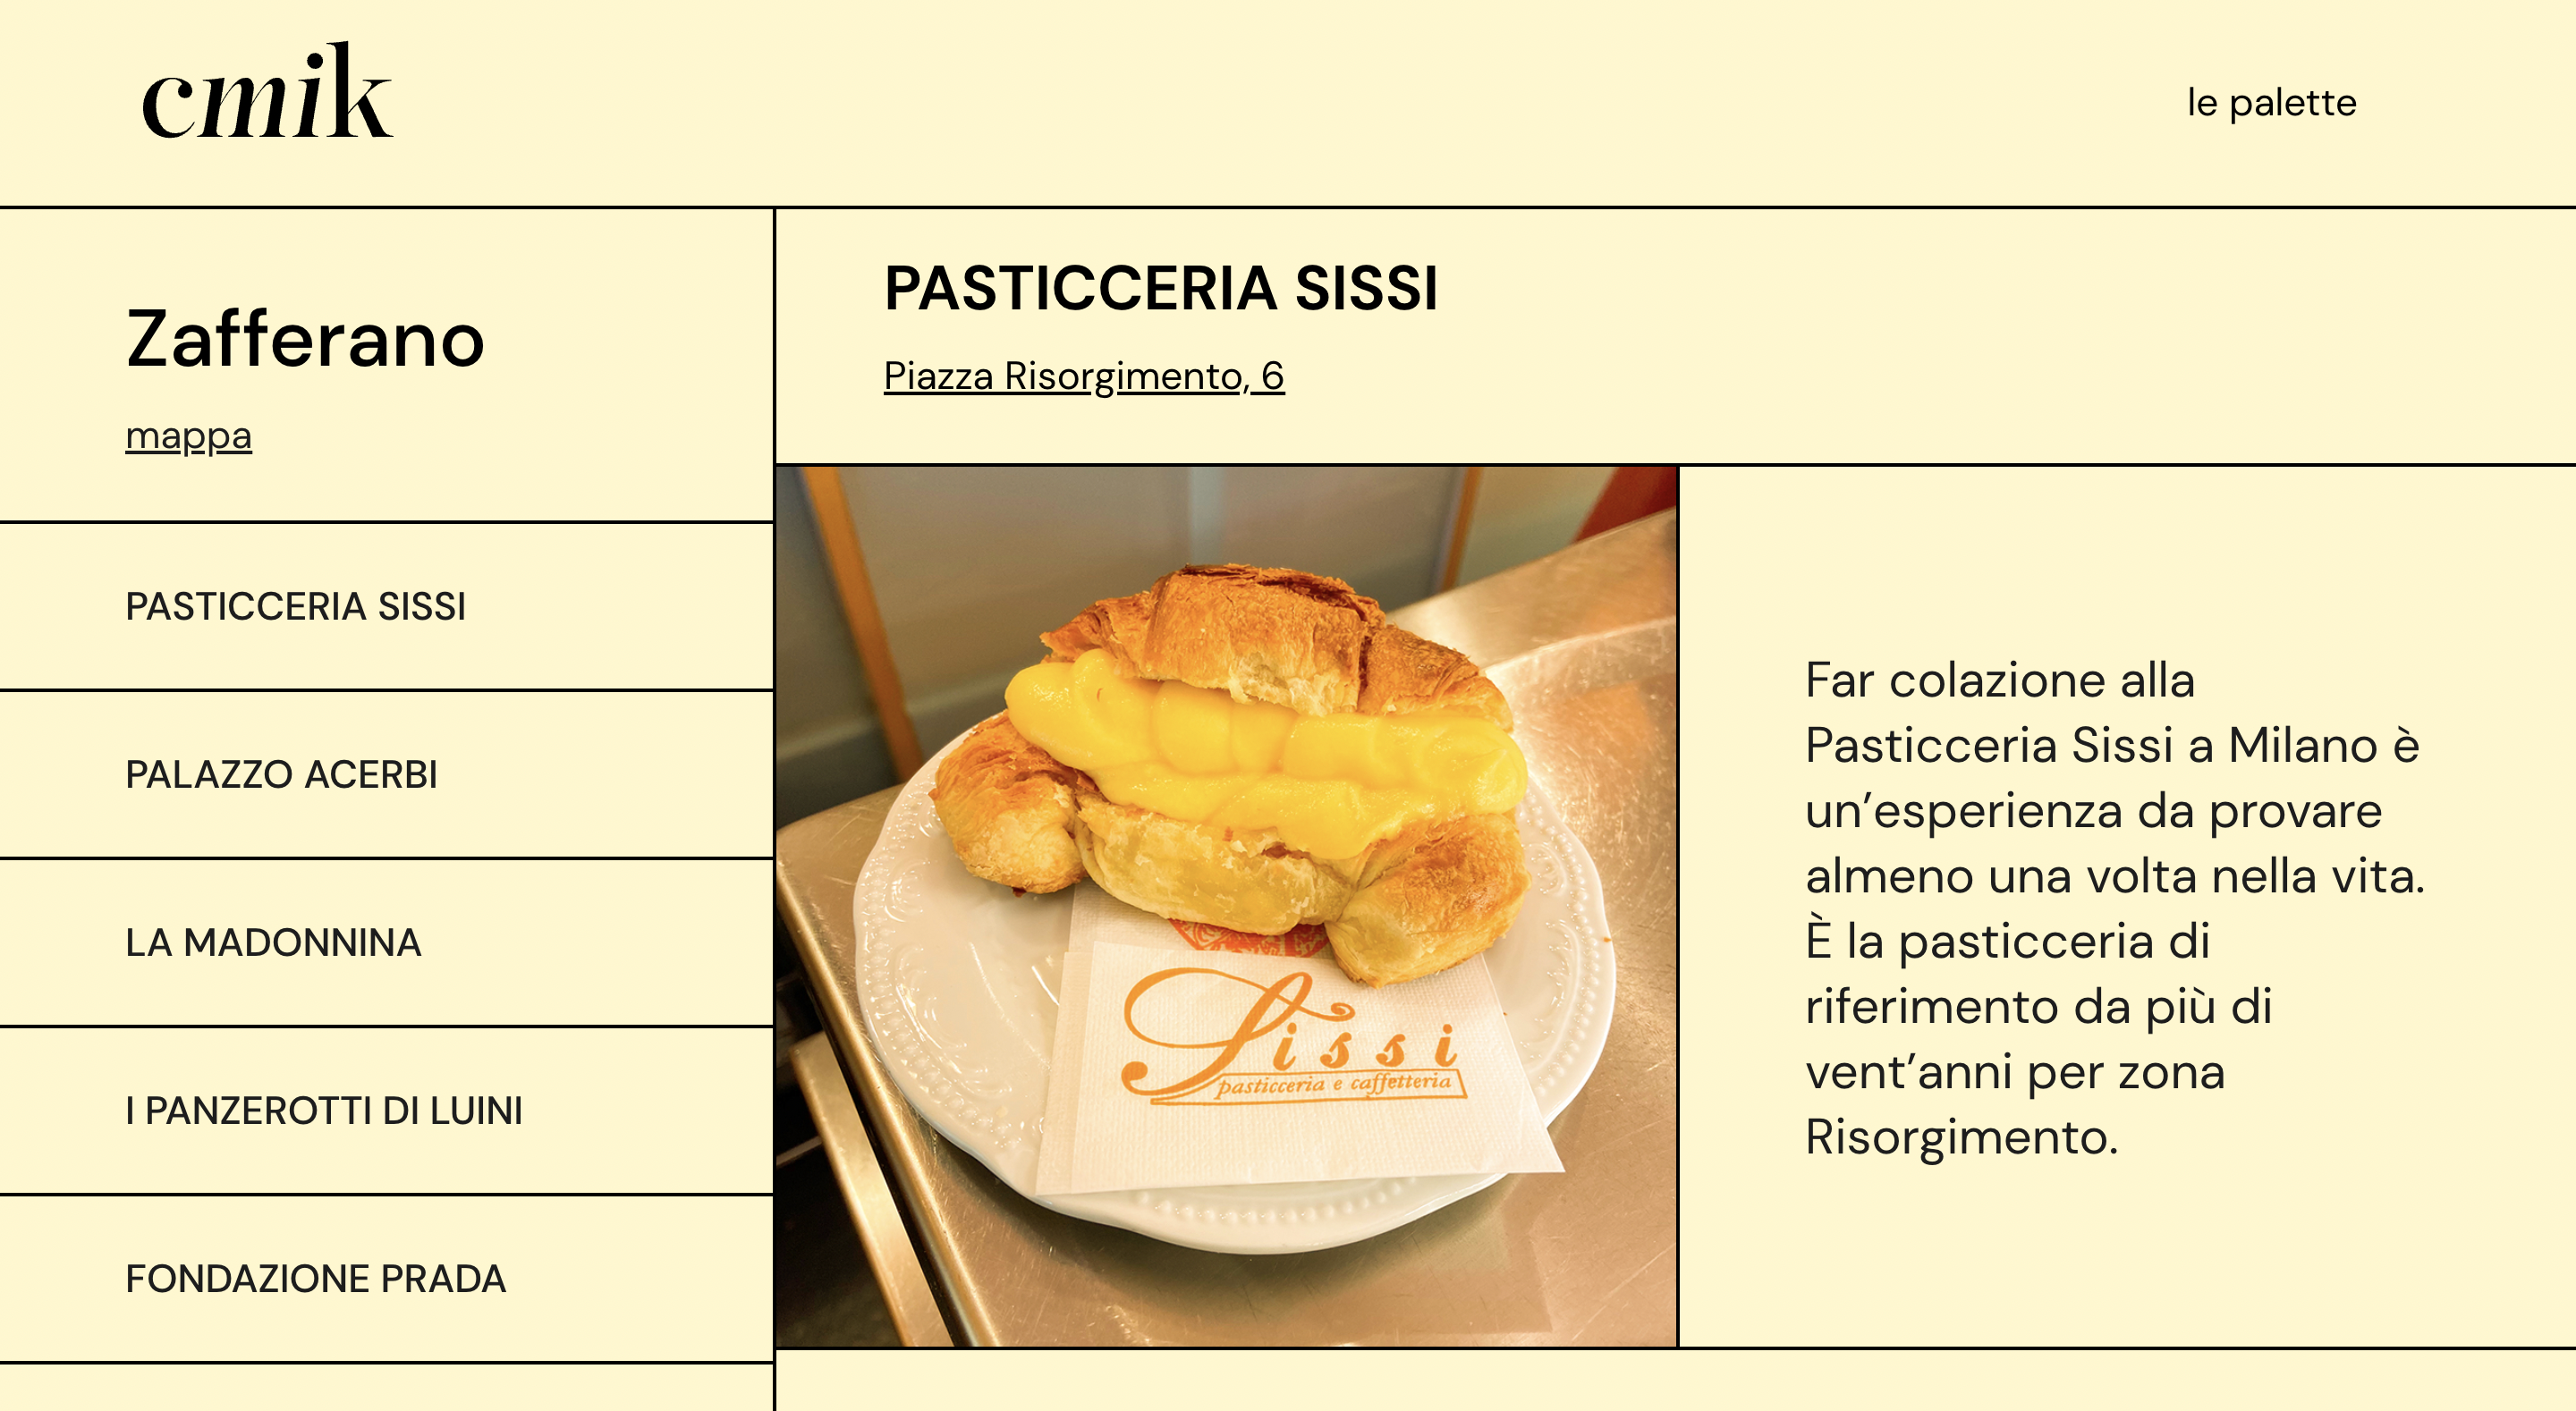 cmik
le palette
Zafferano
mappa
PASTICCERIA SISSI
PALAZZO ACERBI
LA MADONNINA
I PANZEROTTI DI LUINI
FONDAZIONE PRADA
PASTICCERIA SISSI
Piazza Risorgimento, 6
Sissi
pasticceria e caffetteria
Far colazione alla
Pasticceria Sissi a Milano è
un’esperienza da provare
almeno una volta nella vita.
È la pasticceria di
riferimento da più di
vent’anni per zona
Risorgimento.